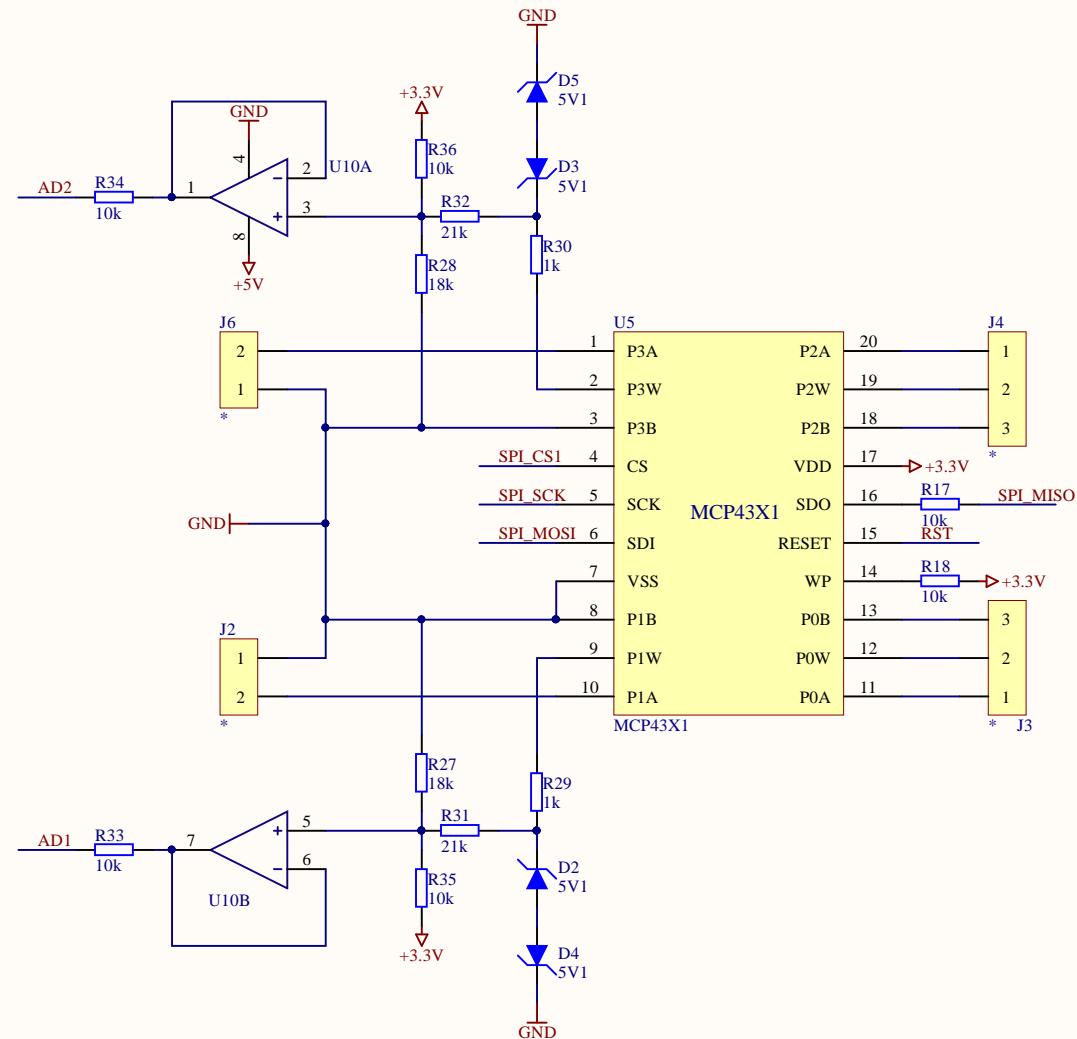 GND
D5
5V1
+3.3V
GND
R36
10k
D3
5V1
4
2
U10A
AD2
R34
10k
1
−
+
3
R32
21k
8
+5V
R28
18k
R30
1k
J6
U5
J4
2
1
P3A
P2A
20
1
1
2
P3W
P2W
19
2
*
3
P3B
P2B
18
3
*
SPI_CS1
4
CS
VDD
17
+3.3V
SPI_SCK
5
SCK
SDO
16
R17
10k
SPI_MISO
MCP43X1
GND
SPI_MOSI
6
SDI
RESET
15
RST
7
VSS
WP
14
R18
10k
+3.3V
8
P1B
P0B
13
3
J2
1
9
P1W
P0W
12
2
2
10
P1A
P0A
11
1
*
MCP43X1
*
J3
R27
18k
R29
1k
AD1
R33
10k
7
+
5
R31
21k
−
6
U10B
D2
5V1
R35
10k
+3.3V
D4
5V1
GND